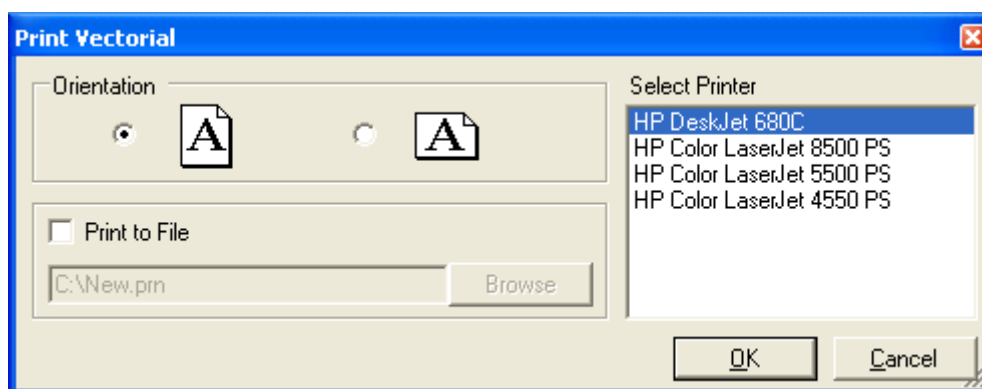 Print Vectorial
Orientation
A
A
Print to File
C:\New.prn
Browse
Select Printer
HP DeskJet 680C
HP Color LaserJet 8500 PS
HP Color LaserJet 5500 PS
HP Color LaserJet 4550 PS
OK
Cancel